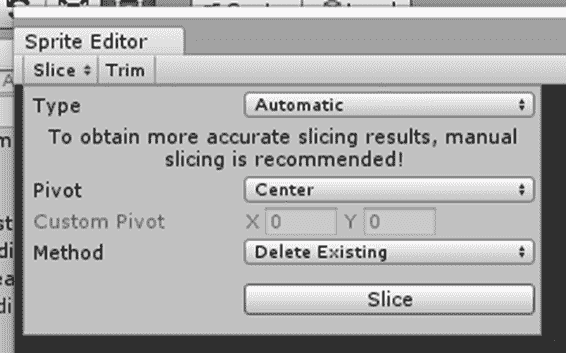 Sprite Editor
Slice Trim
Type Automatic
To obtain more accurate slicing results, manual
slicing is recommended!
Pivot Center
Custom Pivot X 0 Y 0
Method Delete Existing
Slice